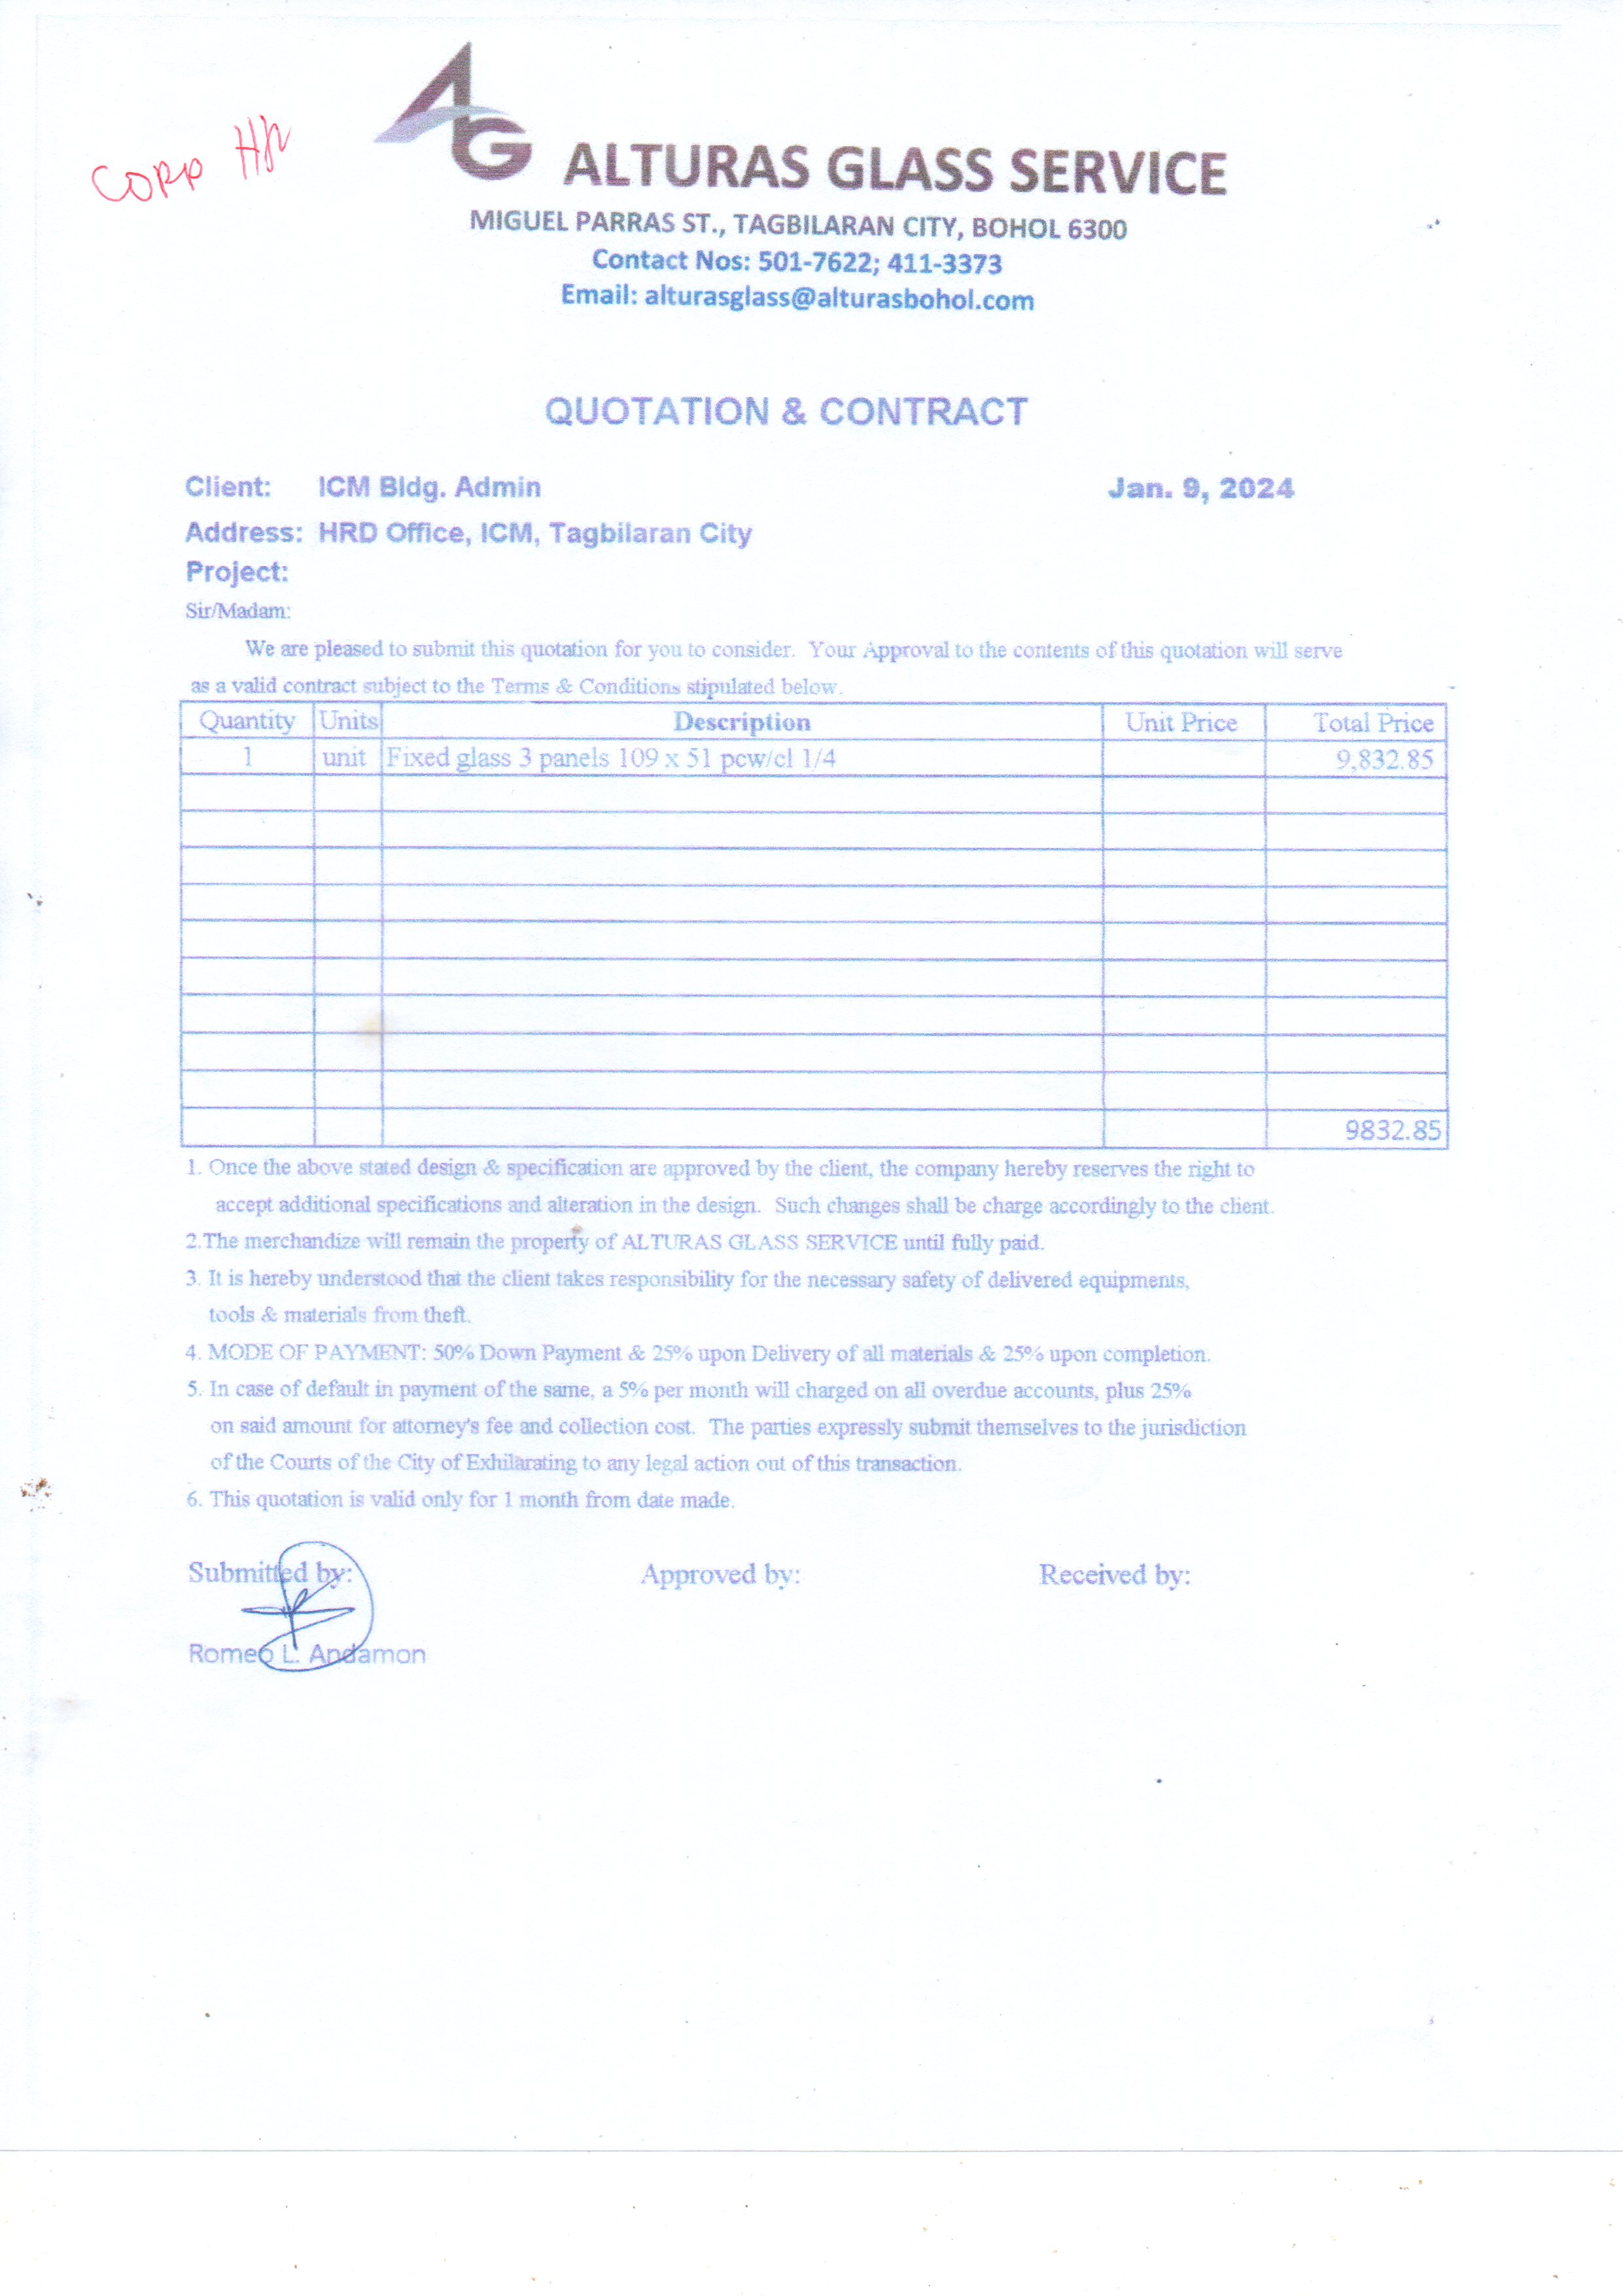 CORP HR
AG ALTURAS GLASS SERVICE
MIGUEL PARRAS ST., TAGBILARAN CITY, BOHOL 6300
Contact Nos: 501-7622; 411-3373
Email: alturasglass@alturasbohol.com
QUOTATION & CONTRACT
Client: ICM Bldg. Admin Jan. 9, 2024
Address: HRD Office, ICM, Tagbilaran City
Project:
Sir/Madam:
We are pleased to submit this quotation for you to consider. Your Approval to the contents of this quotation will serve
as a valid contract subject to the Terms & Conditions stipulated below.
Quantity Units Description Unit Price Total Price
1 unit Fixed glass 3 panels 109 x 51 pcw/cl 1/4 9,832.85
9832.85
1. Once the above stated design & specification are approved by the client, the company hereby reserves the right to
accept additional specifications and alteration in the design. Such changes shall be charge accordingly to the client.
2.The merchandize will remain the property of ALTURAS GLASS SERVICE until fully paid.
3. It is hereby understood that the client takes responsibility for the necessary safety of delivered equipments,
tools & materials from theft.
4. MODE OF PAYMENT: 50% Down Payment & 25% upon Delivery of all materials & 25% upon completion.
5. In case of default in payment of the same, a 5% per month will charged on all overdue accounts, plus 25%
on said amount for attorney's fee and collection cost. The parties expressly submit themselves to the jurisdiction
of the Courts of the City of Exhilarating to any legal action out of this transaction.
6. This quotation is valid only for 1 month from date made.
Submitted by: Approved by: Received by:
Romeo L. Andamon